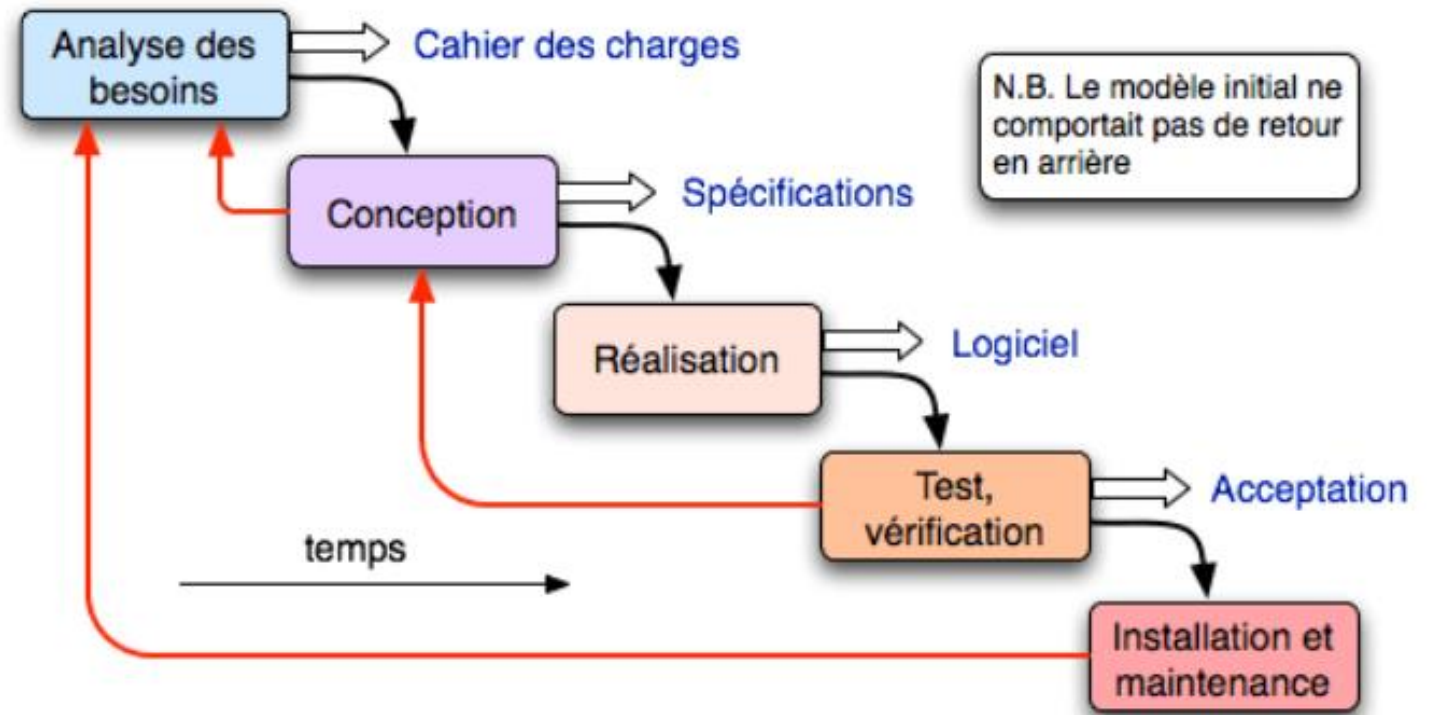 Analyse des
besoins
Cahier des charges
N.B. Le modèle initial ne
comportait pas de retour
en arrière
Conception
Spécifications
Réalisation
Logiciel
Test,
vérification
Acceptation
temps
Installation et
maintenance